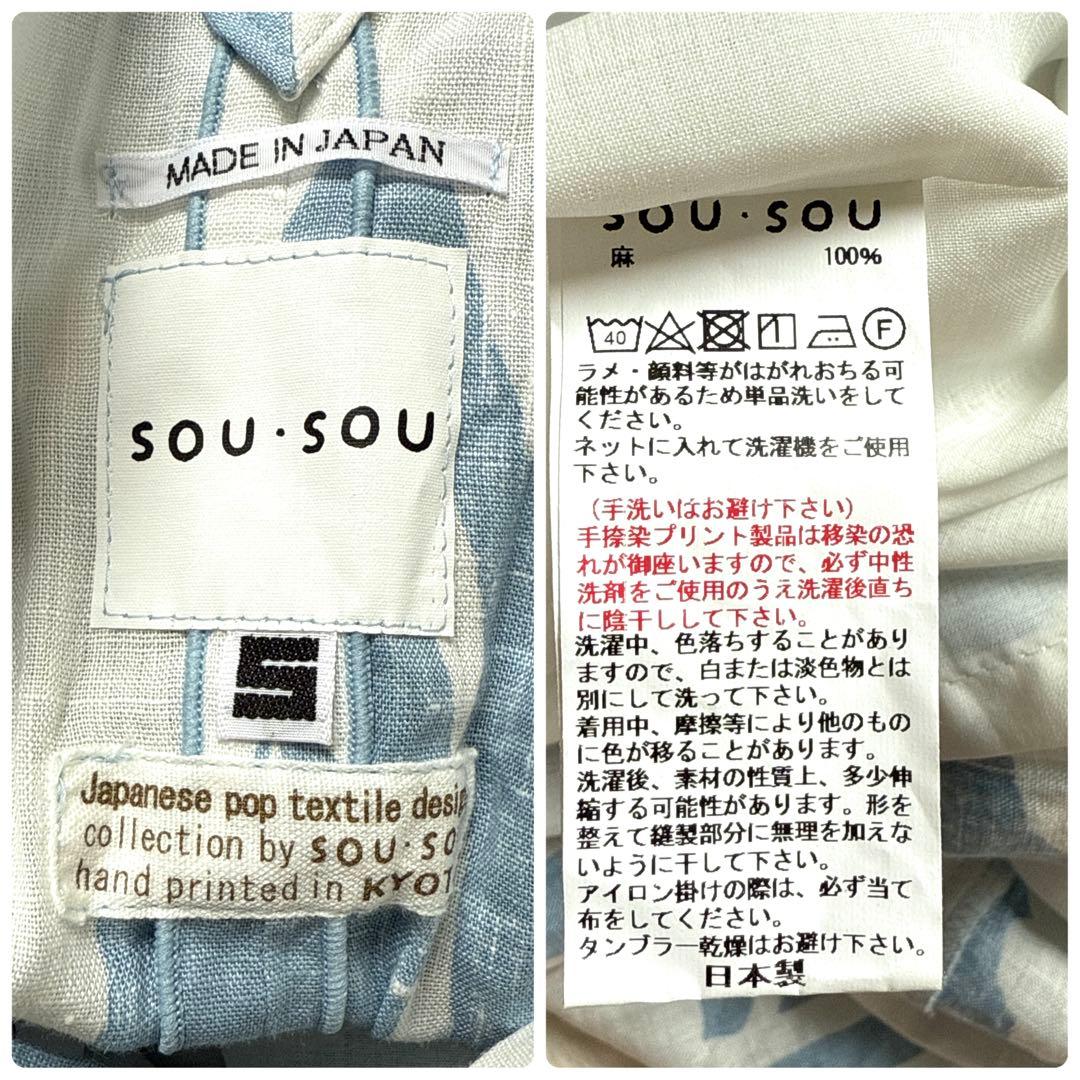 MADE IN JAPAN
SOU・SOU
S
Japanese pop textile desi
collection by SOU・SO
hand printed in KYOT
SOU・SOU
麻 100%
40 F
ラメ・顔料等がはがれおちる可
能性があるため単品洗いをして
ください。
ネットに入れて洗濯機をご使用
下さい。
（手洗いはお避け下さい）
手捺染プリント製品は移染の恐
れが御座いますので、必ず中性
洗剤をご使用のうえ洗濯後直ち
に陰干しして下さい。
洗濯中、色落ちすることがあり
ますので、白または淡色物とは
別にして洗って下さい。
着用中、摩擦等により他のもの
に色が移ることがあります。
洗濯後、素材の性質上、多少伸
縮する可能性があります。形を
整えて縫製部分に無理を加えな
いように干して下さい。
アイロン掛けの際は、必ず当て
布をしてください。
タンブラー乾燥はお避け下さい。
日本製